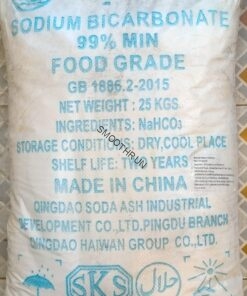 SODIUM BICARBONATE
99% MIN
FOOD GRADE
GB 1886.2-2015
NET WEIGHT: 25 KGS
INGREDIENTS: NaHCO₃
STORAGE CONDITION: DRY,COOL PLACE
SHELF LIFE: TWO YEARS
MADE IN CHINA
QINGDAO SODA ASH INDUSTRIAL
DEVELOPMENT CO.,LTD.PINGDU BRANCH
QINGDAO HAIWAN GROUP CO.,LTD.
SMOOTHRUN
SKS
حلال